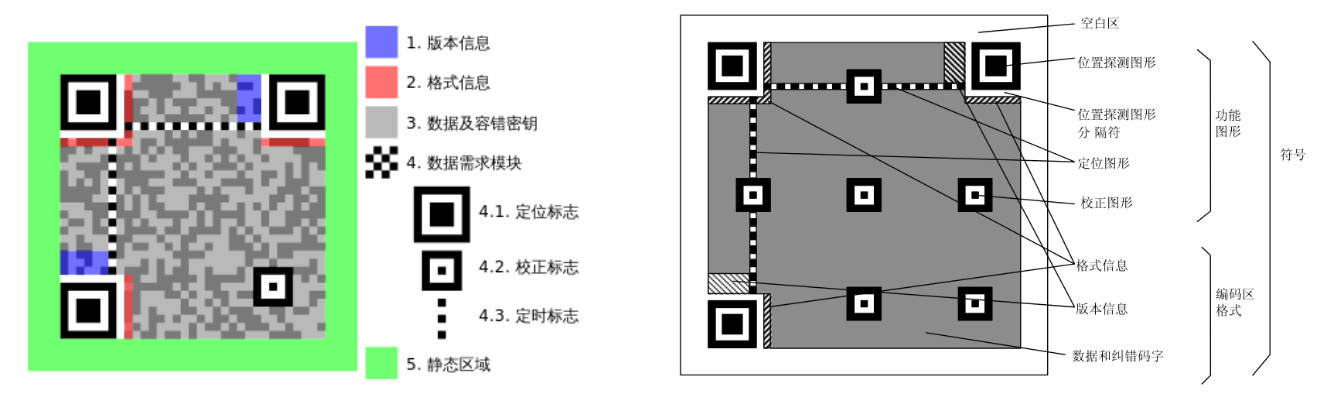 1. 版本信息
2. 格式信息
3. 数据及容错密钥
4. 数据需求模块
4.1. 定位标志
4.2. 校正标志
4.3. 定时标志
5. 静态区域
空白区
位置探测图形
位置探测图形
分 隔符
定位图形
校正图形
格式信息
版本信息
数据和纠错码字
功能
图形
编码区
格式
符号